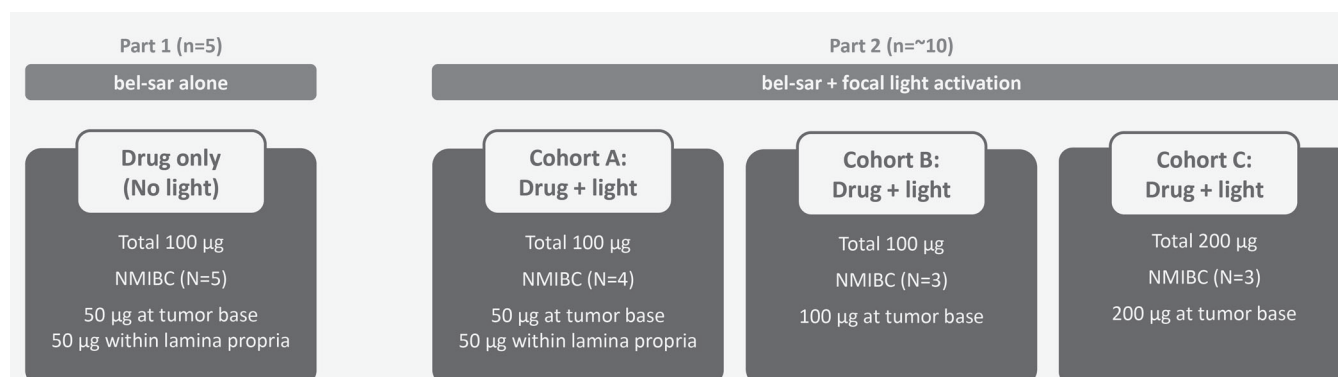 Part 1 (n=5)
bel-sar alone
Drug only
(No light)
Total 100 µg
NMIBC (N=5)
50 µg at tumor base
50 µg within lamina propria
Part 2 (n=~10)
bel-sar + focal light activation
Cohort A:
Drug + light
Total 100 µg
NMIBC (N=4)
50 µg at tumor base
50 µg within lamina propria
Cohort B:
Drug + light
Total 100 µg
NMIBC (N=3)
100 µg at tumor base
Cohort C:
Drug + light
Total 200 µg
NMIBC (N=3)
200 µg at tumor base